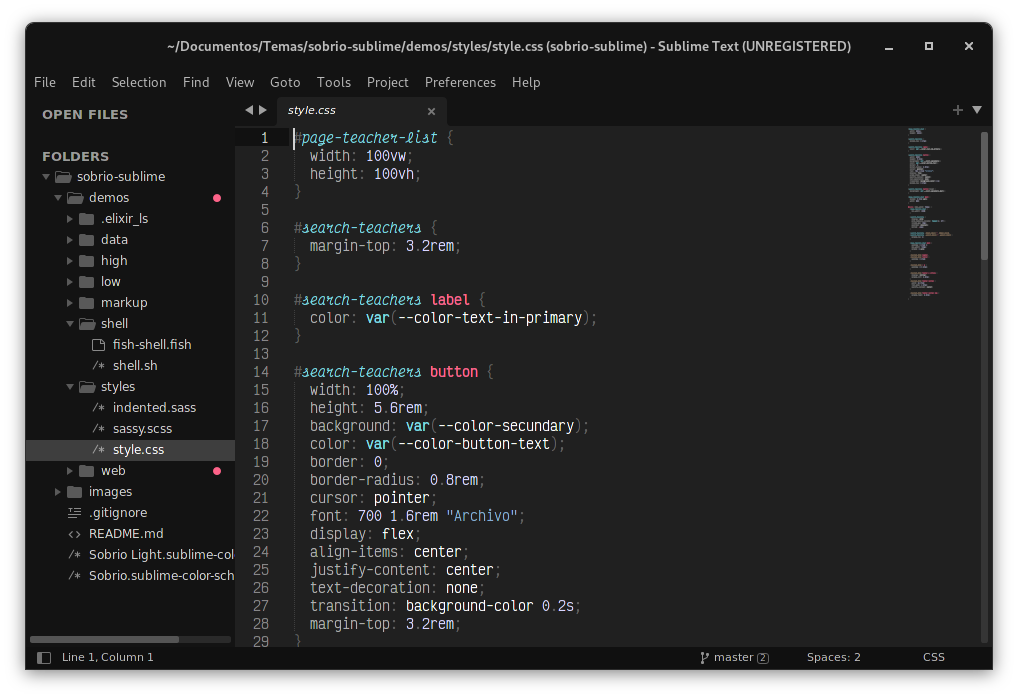 ~/Documentos/Temas/sobrio-sublime/demos/styles/style.css (sobrio-sublime) - Sublime Text (UNREGISTERED)
File Edit Selection Find View Goto Tools Project Preferences Help
OPEN FILES
FOLDERS
sobrio-sublime
demos
.elixir_ls
data
high
low
markup
shell
fish-shell.fish
/* shell.sh
styles
/* indented.sass
/* sassy.scss
/* style.css
web
images
.gitignore
<> README.md
/* Sobrio Light.sublime-col
/* Sobrio.sublime-color-sch
style.css
1 #page-teacher-list {
2 width: 100vw;
3 height: 100vh;
4 }
5
6 #search-teachers {
7 margin-top: 3.2rem;
8 }
9
10 #search-teachers label {
11 color: var(--color-text-in-primary);
12 }
13
14 #search-teachers button {
15 width: 100%;
16 height: 5.6rem;
17 background: var(--color-secundary);
18 color: var(--color-button-text);
19 border: 0;
20 border-radius: 0.8rem;
21 cursor: pointer;
22 font: 700 1.6rem "Archivo";
23 display: flex;
24 align-items: center;
25 justify-content: center;
26 text-decoration: none;
27 transition: background-color 0.2s;
28 margin-top: 3.2rem;
29 }
Line 1, Column 1
master 2
Spaces: 2
CSS